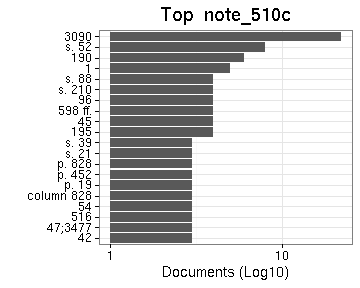 Top note_510c
3090
s. 52
190
1
s. 88
s. 210
96
598 ff.
45
195
s. 39
s. 21
p. 828
p. 452
p. 19
column 828
54
516
47;3477
42
1 10
Documents (Log10)